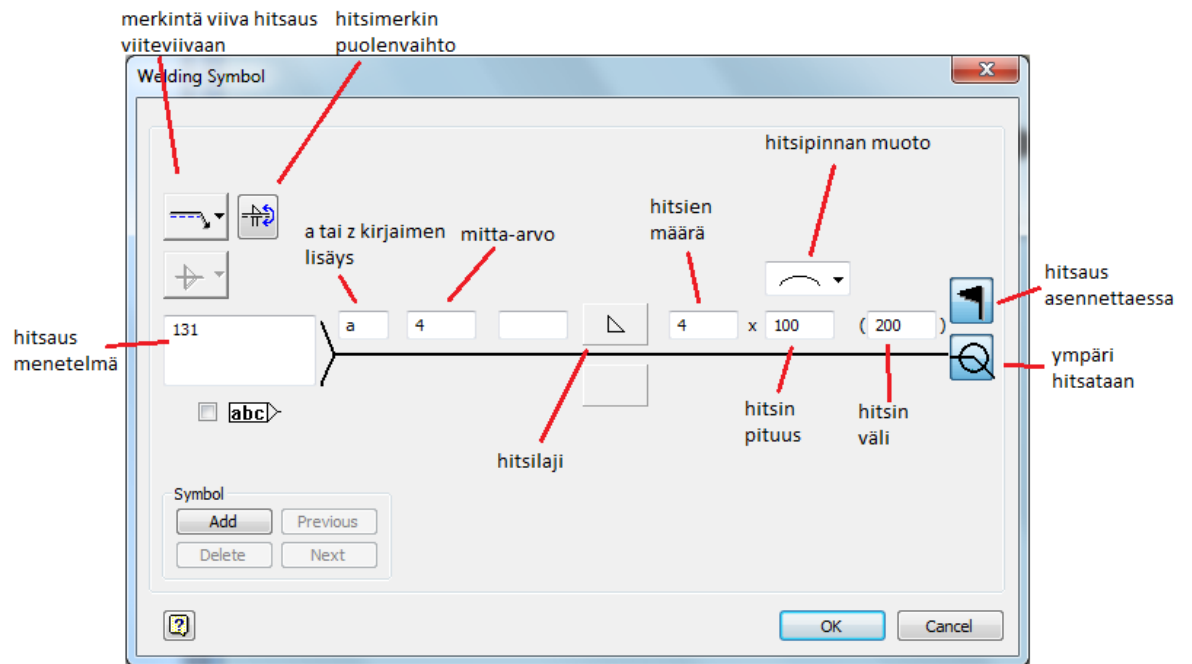 merkintä viiva hitsaus
viiteviivaan
hitsimerkin
puolenvaihto
Welding Symbol
hitsipinnan muoto
a tai z kirjaimen
lisäys
mitta-arvo
hitsien
määrä
hitsaus
asennettaessa
hitsaus
menetelmä
131
a
4
4
x
100
( 200 )
ympäri
hitsataan
abc
hitsilaji
hitsin
pituus
hitsin
väli
Symbol
Add
Previous
Delete
Next
?
OK
Cancel